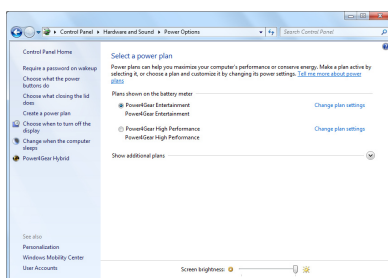 Control Panel ▸ Hardware and Sound ▸ Power Options
Search Control Panel
Control Panel Home
Require a password on wakeup
Choose what the power
buttons do
Choose what closing the lid
does
Create a power plan
Choose when to turn off the
display
Change when the computer
sleeps
Power4Gear Hybrid
See also
Personalization
Windows Mobility Center
User Accounts
Select a power plan
Power plans can help you maximize your computer's performance or conserve energy. Make a plan active by
selecting it, or choose a plan and customize it by changing its power settings. Tell me more about power
plans
Plans shown on the battery meter
Power4Gear Entertainment Change plan settings
Power4Gear Entertainment
Power4Gear High Performance Change plan settings
Power4Gear High Performance
Show additional plans
Screen brightness: